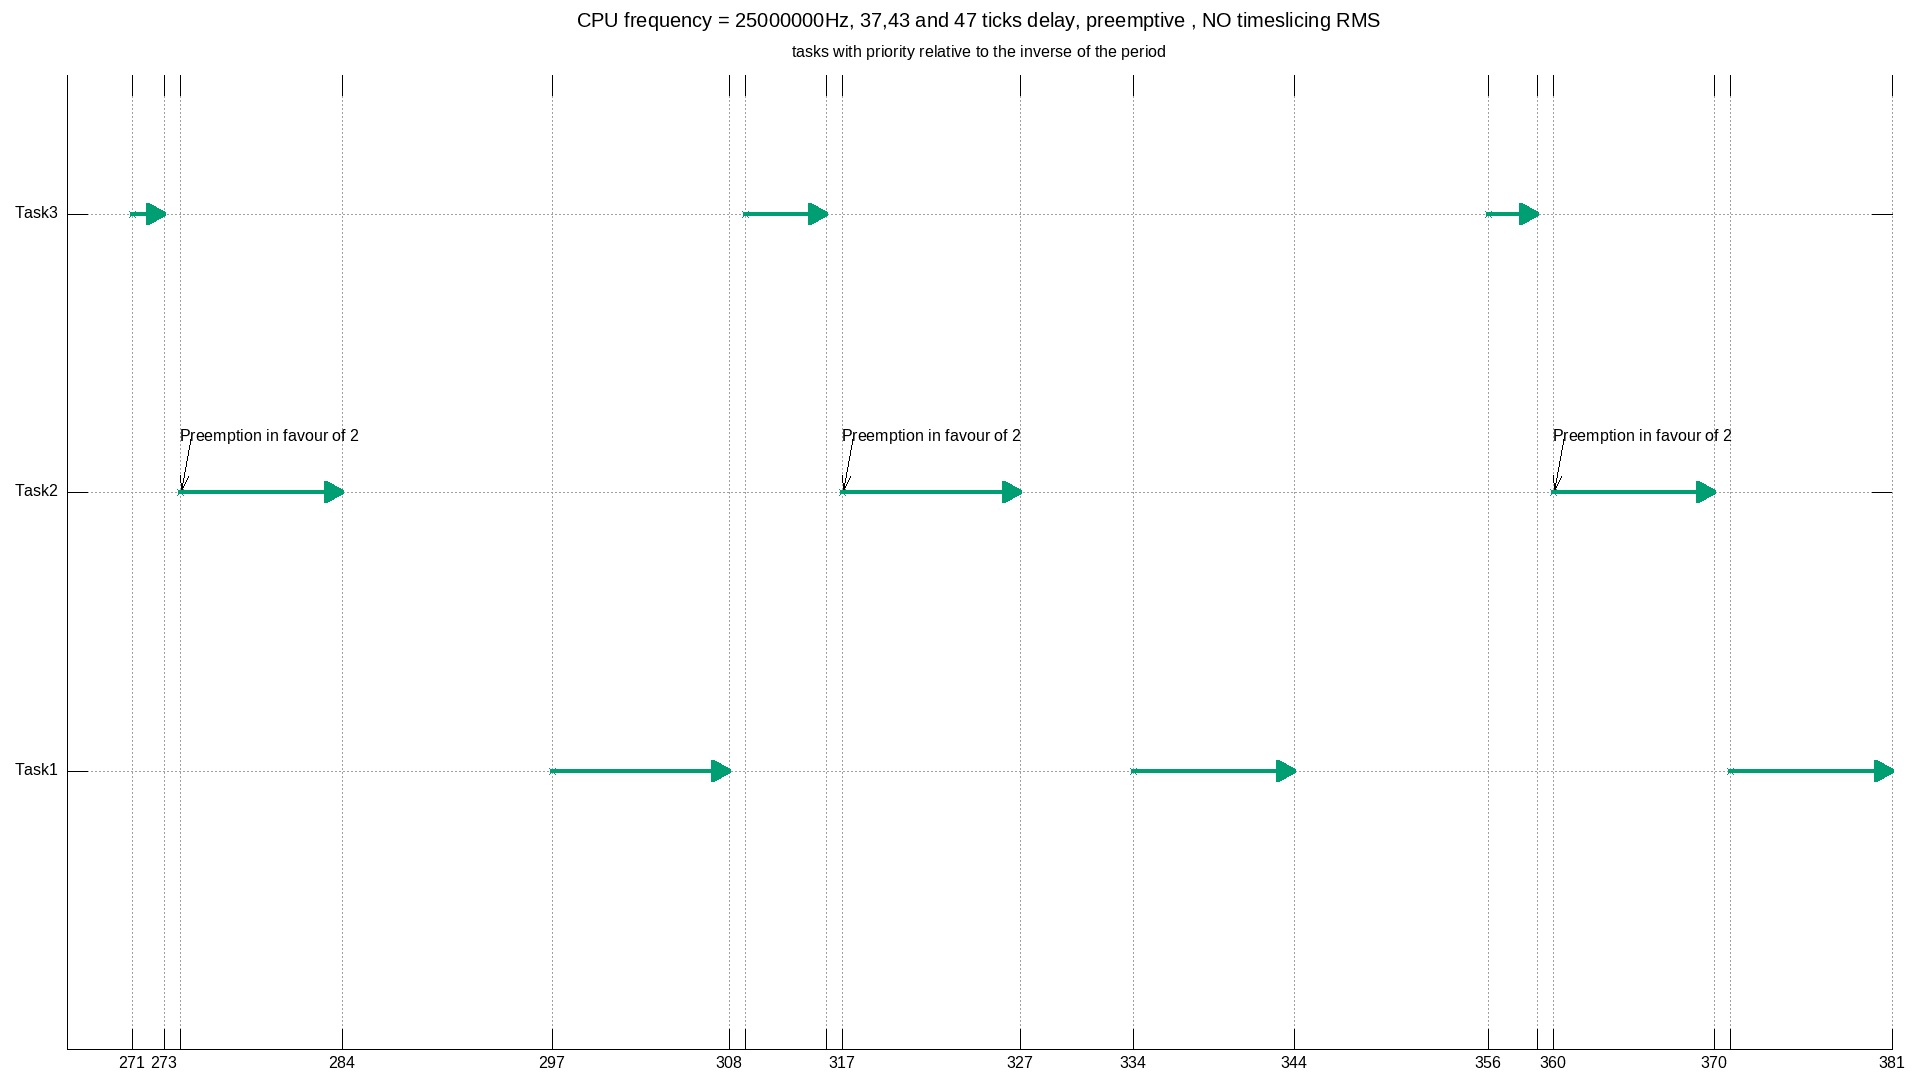 CPU frequency = 25000000Hz, 37,43 and 47 ticks delay, preemptive , NO timeslicing RMS
tasks with priority relative to the inverse of the period
Task3
Preemption in favour of 2 Preemption in favour of 2 Preemption in favour of 2
Task2
Task1
271 273 284 297 308 317 327 334 344 356 360 370 381